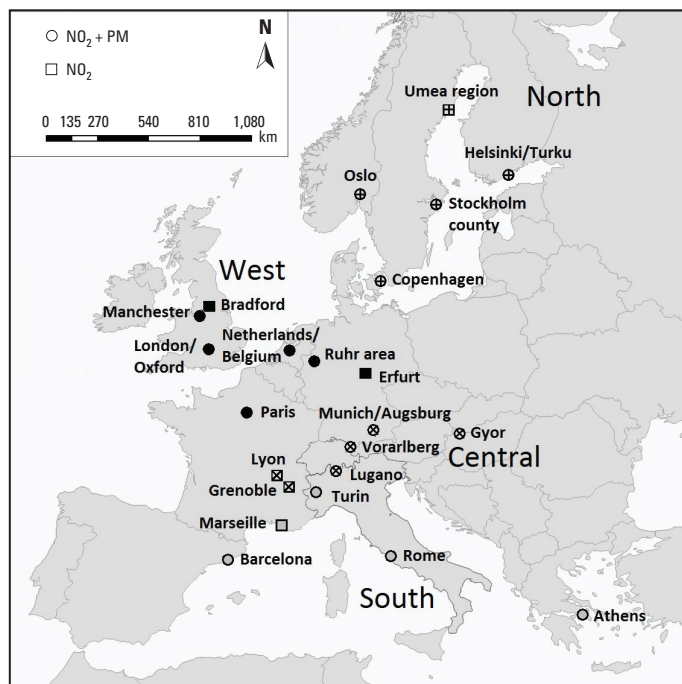 NO2 + PM
NO2
N
0 135 270 540 810 1,080
km
Umea region
North
Helsinki/Turku
Oslo
Stockholm
county
West
Copenhagen
Manchester
Bradford
London/
Oxford
Netherlands/
Belgium
Ruhr area
Erfurt
Paris
Munich/Augsburg
Gyor
Vorarlberg
Central
Lyon
Lugano
Grenoble
Turin
Marseille
Barcelona
Rome
South
Athens